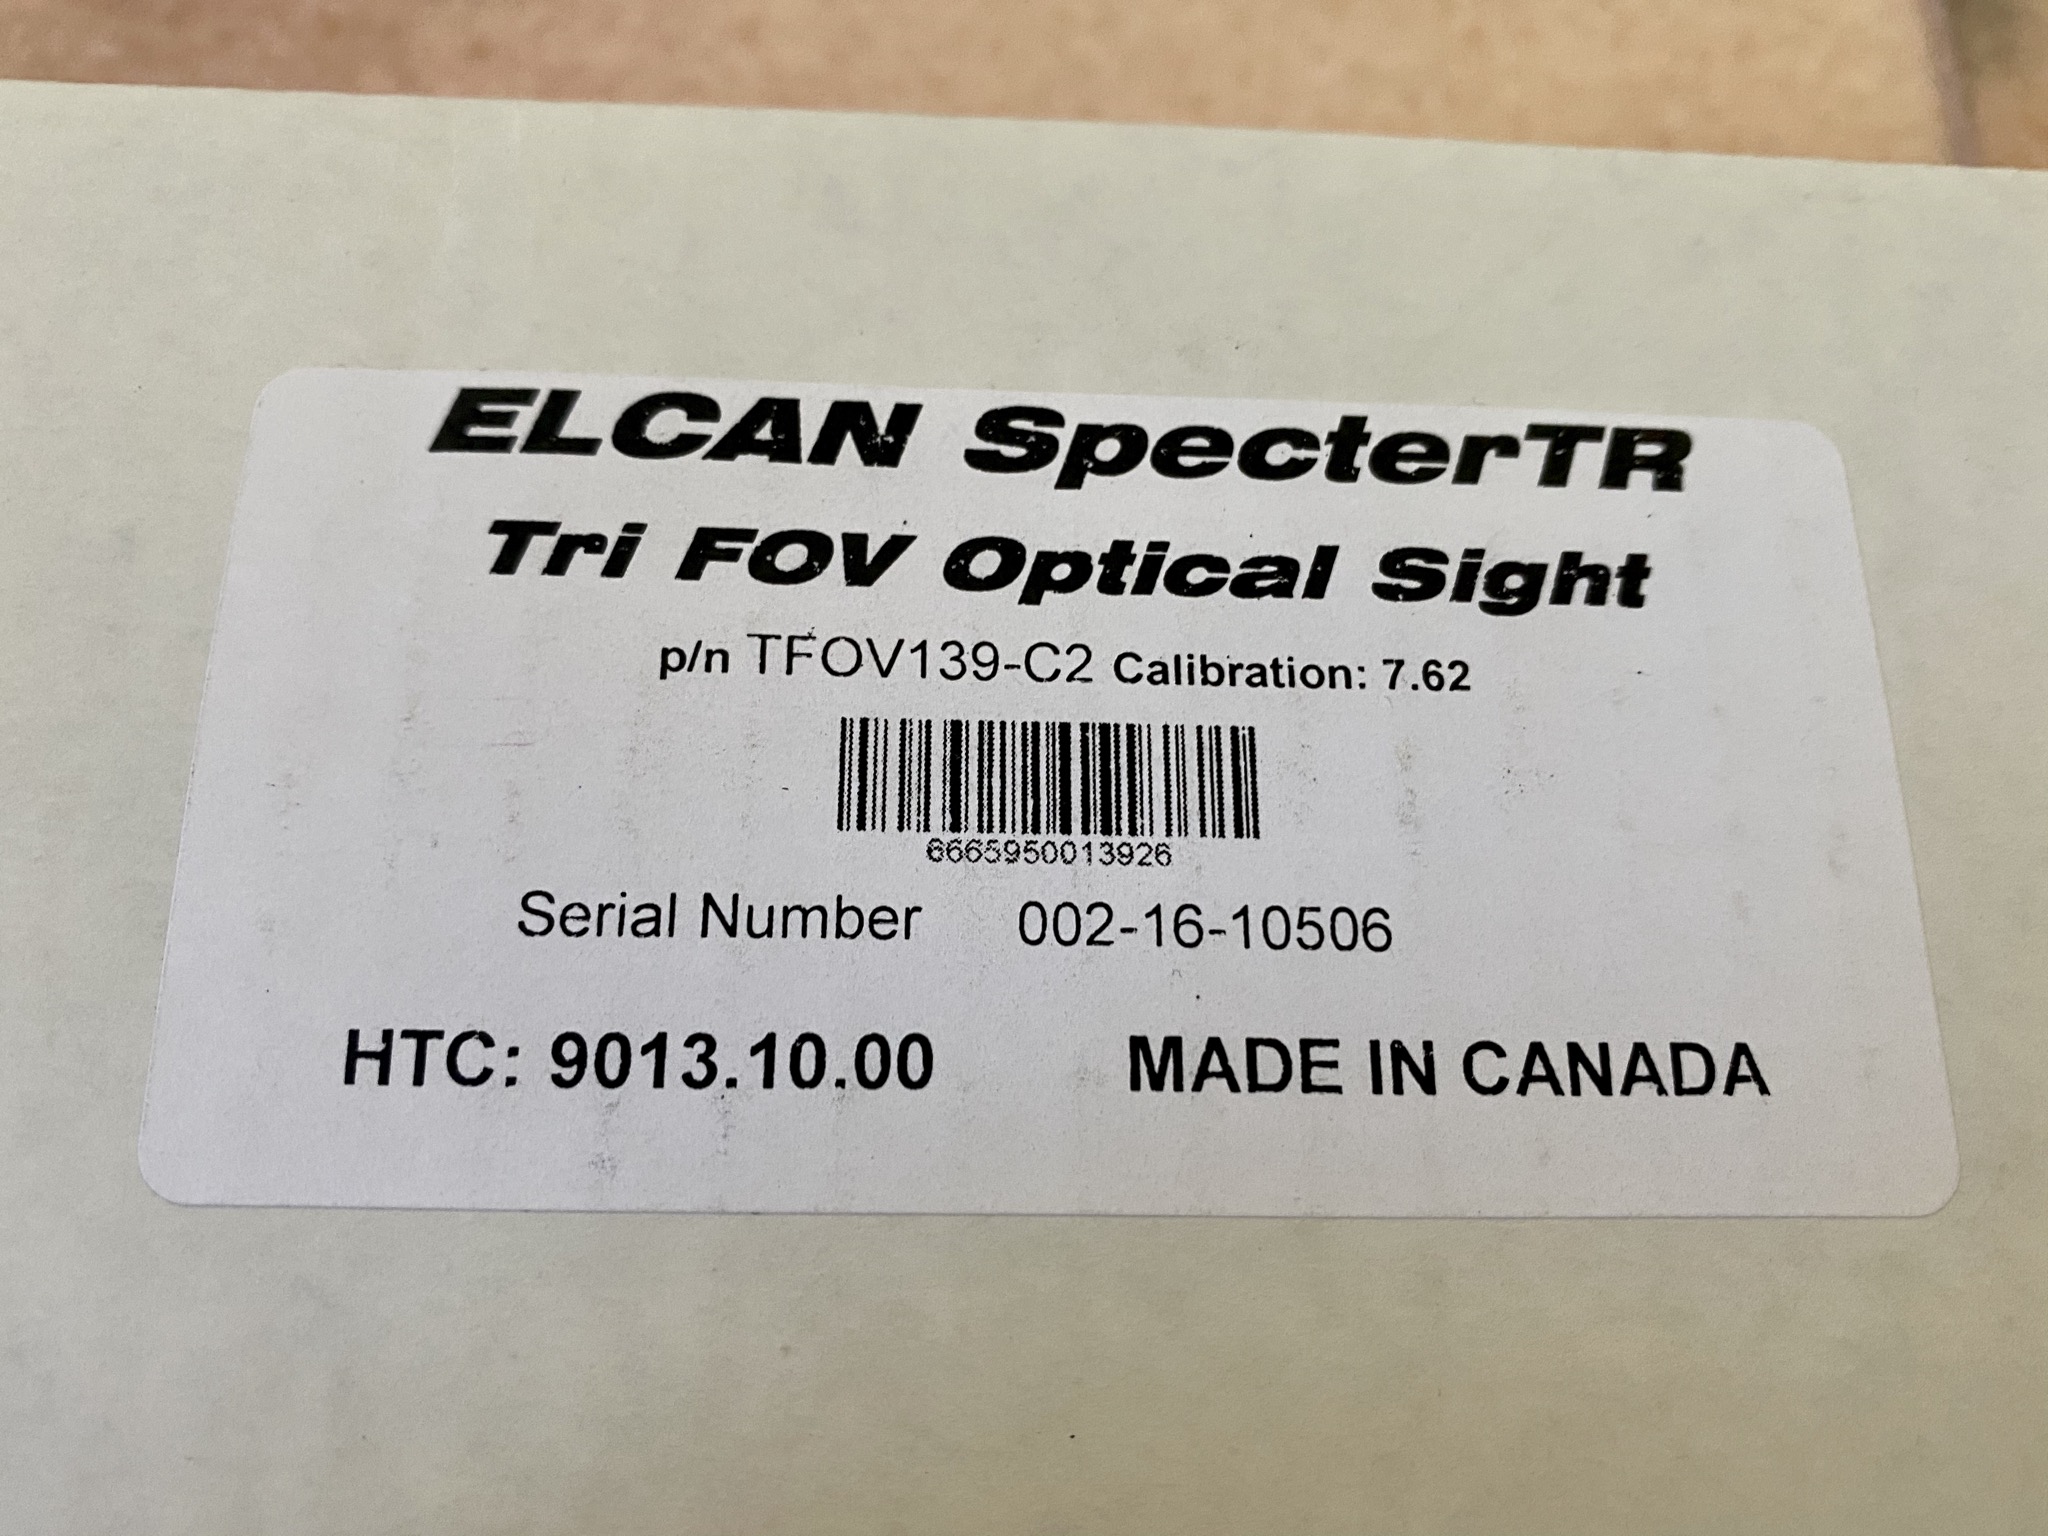 ELCAN SpecterTR
Tri FOV Optical Sight
p/n TFOV139-C2 Calibration: 7.62
6665950013926
Serial Number 002-16-10506
HTC: 9013.10.00 MADE IN CANADA